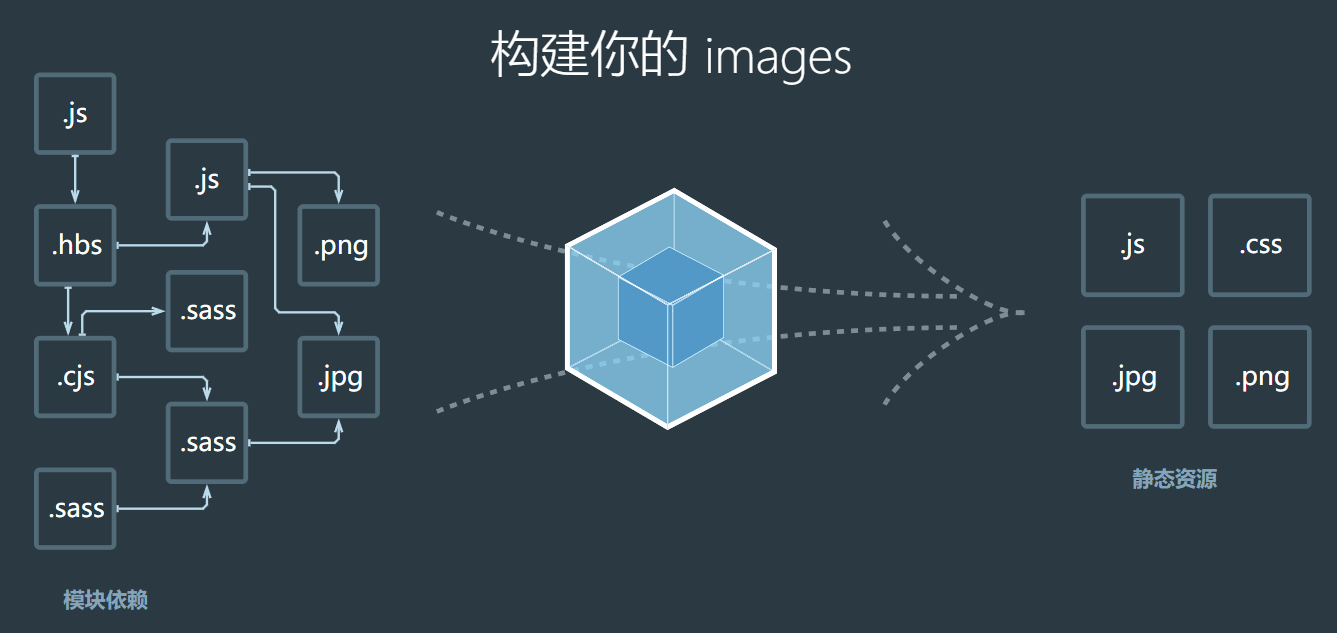 构建你的 images
.js
.js
.hbs
.png
.sass
.cjs
.jpg
.sass
.sass
模块依赖
.js
.css
.jpg
.png
静态资源